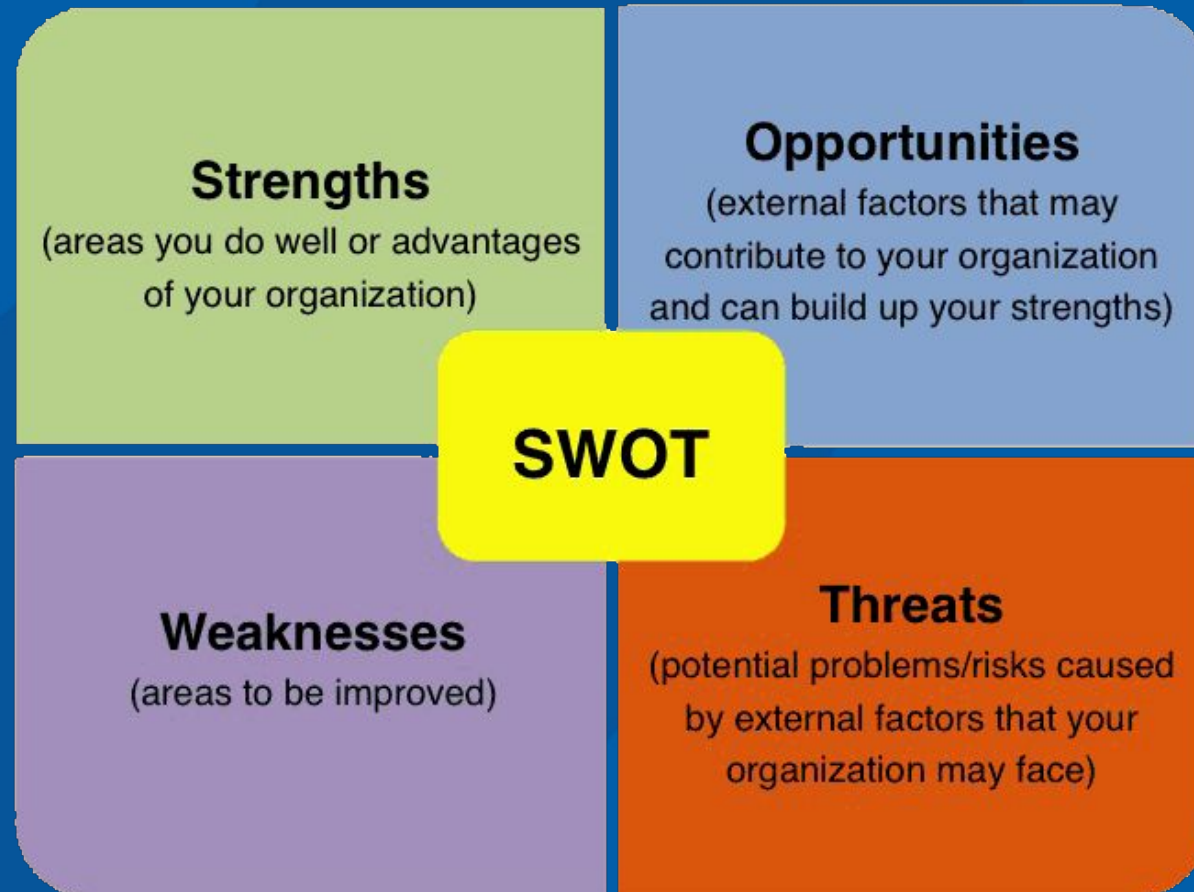 Strengths
(areas you do well or advantages
of your organization)
Opportunities
(external factors that may
contribute to your organization
and can build up your strengths)
SWOT
Weaknesses
(areas to be improved)
Threats
(potential problems/risks caused
by external factors that your
organization may face)